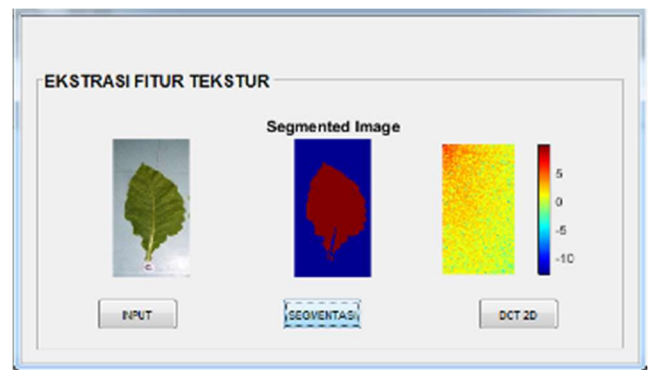 EKSTRASI FITUR TEKSTUR
Segmented Image
5
0
-5
-10
INPUT
SEGMENTASI
DCT 2D